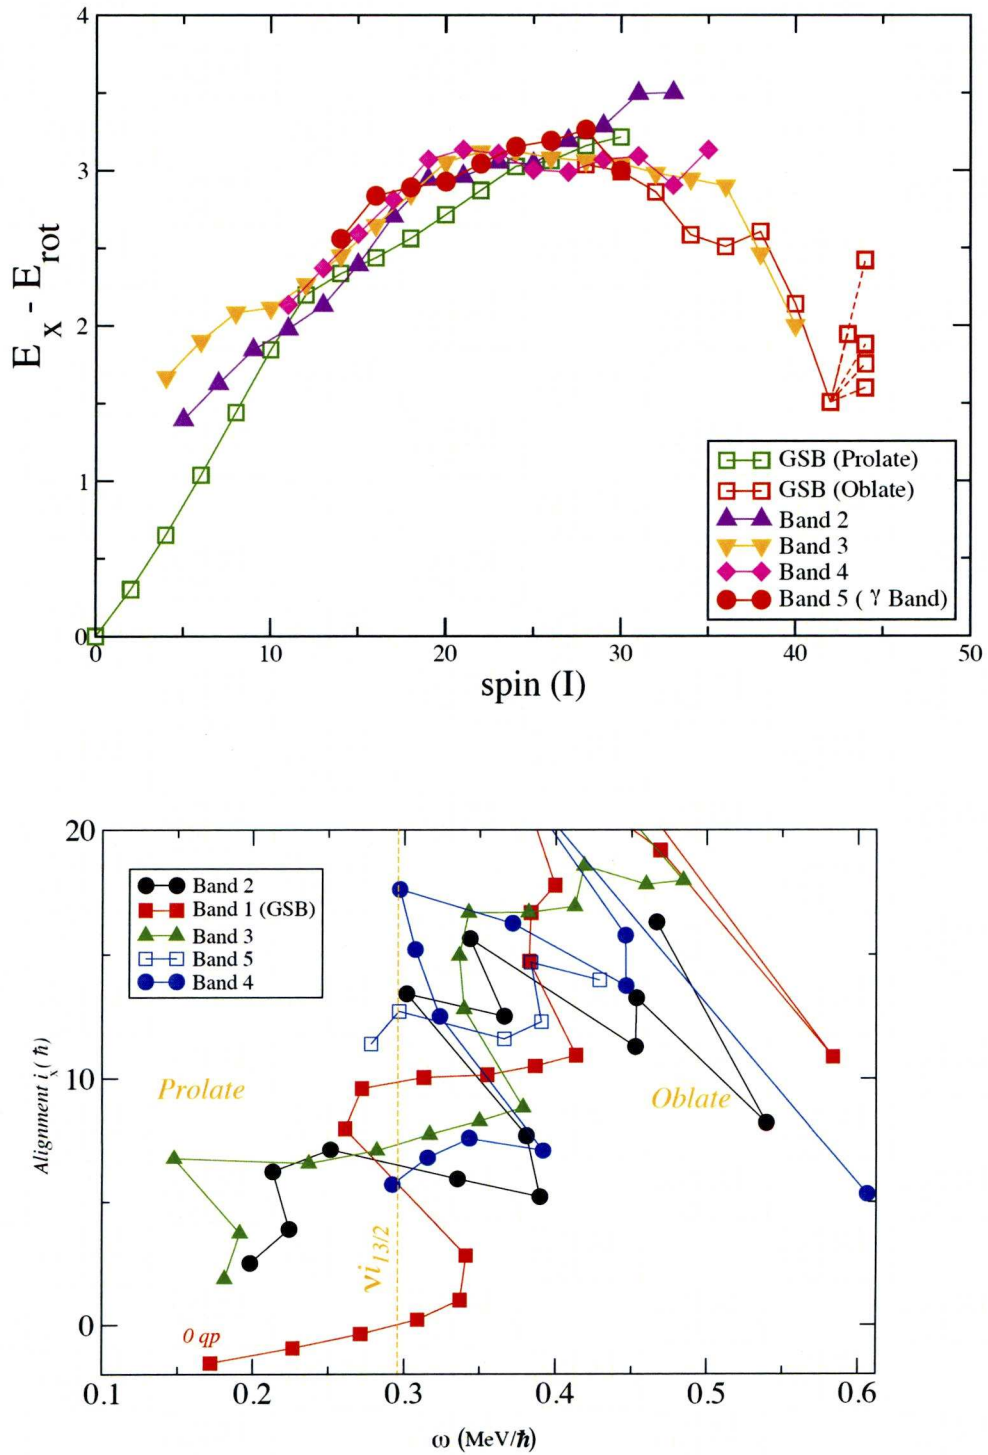 4
3
2
1
0
E_x - E_rot
0 10 20 30 40 50
spin (I)
GSB (Prolate)
GSB (Oblate)
Band 2
Band 3
Band 4
Band 5 ( γ Band)
20
10
0
Alignment i_x(ℏ)
Band 2
Band 1 (GSB)
Band 3
Band 5
Band 4
Prolate
Oblate
νi_13/2
0 qp
0.1 0.2 0.3 0.4 0.5 0.6
ω (MeV/ℏ)